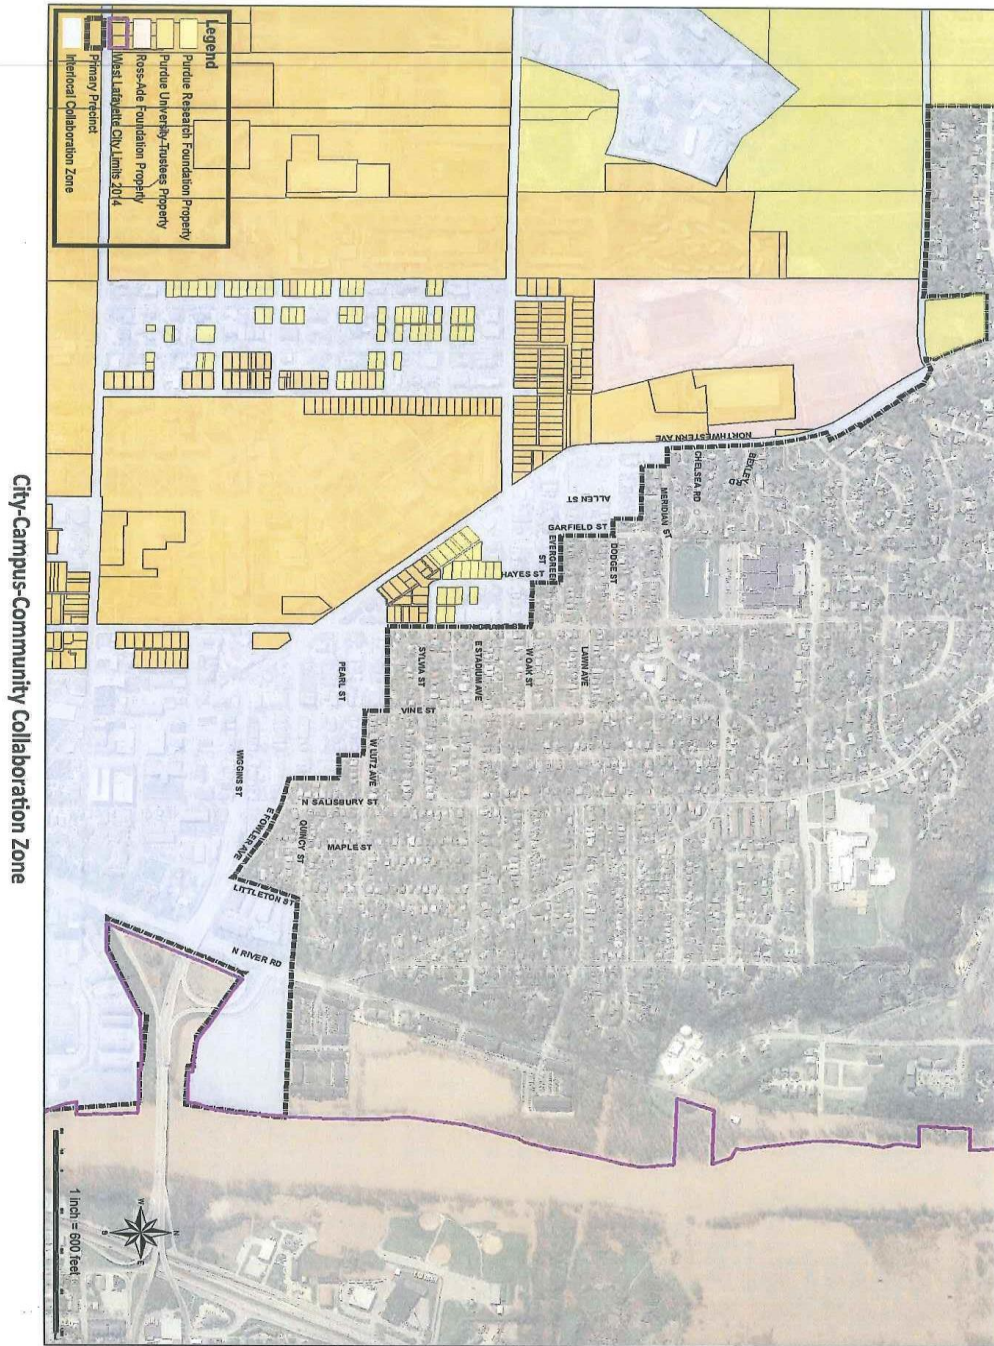 City-Campus-Community Collaboration Zone
Legend
Purdue Research Foundation Property
Purdue University-Trustees Property
Ross-Ade Foundation Property
West Lafayette City Limits 2014
Primary Precinct
Interlocal Collaboration Zone
NORTHWESTERN AVE
BEXLEY RD
CHELSEA RD
MERIDIAN ST
ALLEN ST
GARFIELD ST
DODGE ST
EVERGREEN ST
HAYES ST
N GRANT ST
LAWN AVE
W OAK ST
E STADIUM AVE
SYLVIA ST
PEARL ST
VINE ST
W LUTZ AVE
WIGGINS ST
N SALISBURY ST
E FOWLER AVE
QUINCY ST
MAPLE ST
LITTLETON ST
N RIVER RD
N
W
E
S
1 inch = 600 feet